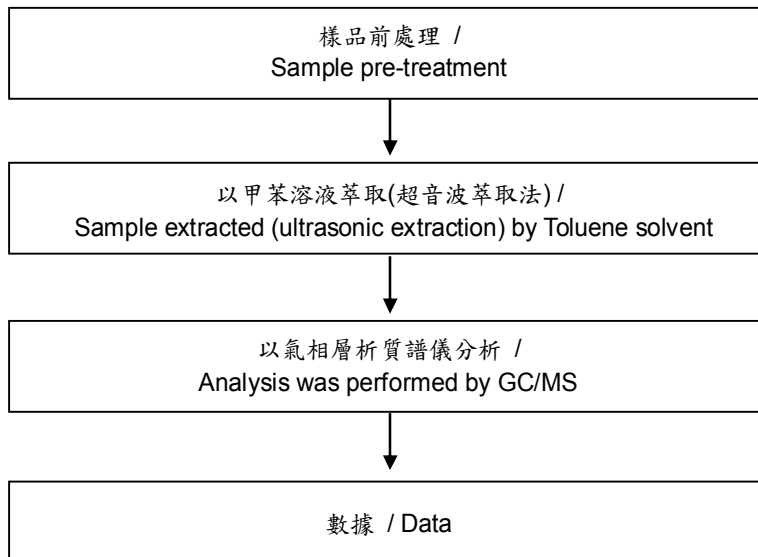 樣品前處理 /
Sample pre-treatment
以甲苯溶液萃取(超音波萃取法) /
Sample extracted (ultrasonic extraction) by Toluene solvent
以氣相層析質譜儀分析 /
Analysis was performed by GC/MS
數據 / Data